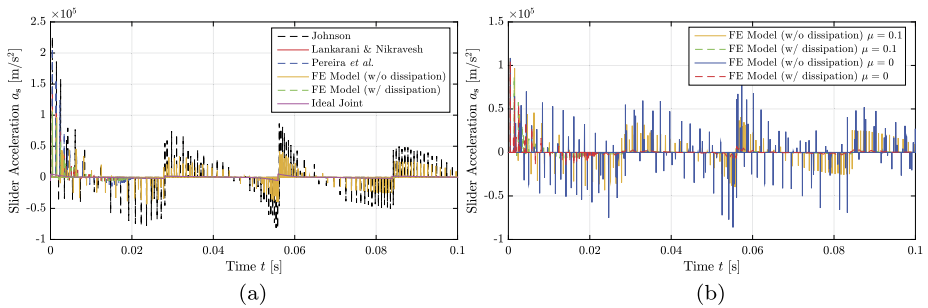 ×10⁵
2.5
2
1.5
1
0.5
0
-0.5
-1
Slider Acceleration aₛ [m/s²]
Johnson
Lankarani & Nikravesh
Pereira et al.
FE Model (w/o dissipation)
FE Model (w/ dissipation)
Ideal Joint
0 0.02 0.04 0.06 0.08 0.1
Time t [s]
(a)
×10⁵
1.5
1
0.5
0
-0.5
-1
Slider Acceleration aₛ [m/s²]
FE Model (w/o dissipation) μ = 0.1
FE Model (w/ dissipation) μ = 0.1
FE Model (w/o dissipation) μ = 0
FE Model (w/ dissipation) μ = 0
0 0.02 0.04 0.06 0.08 0.1
Time t [s]
(b)